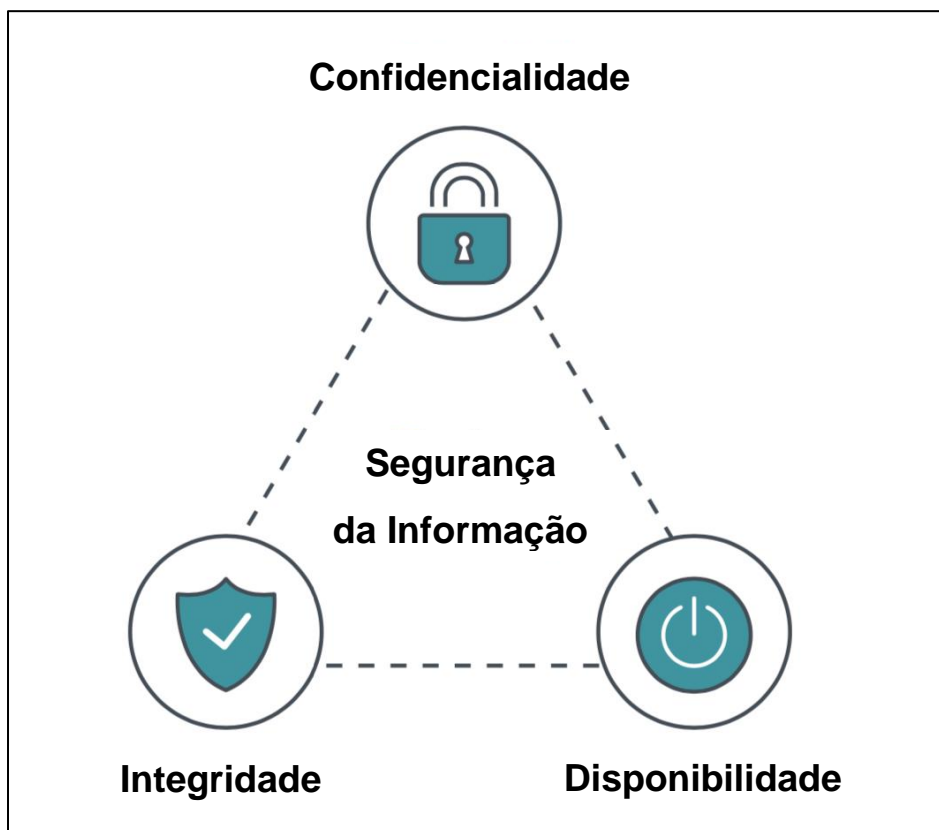 Confidencialidade
Segurança
da Informação
Integridade
Disponibilidade